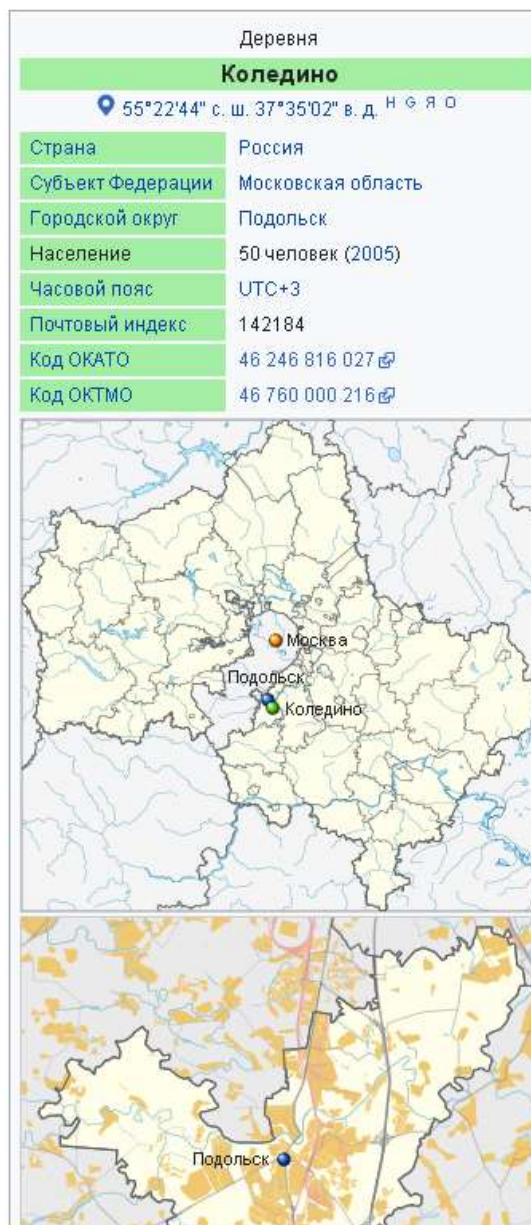 Деревня
Коледино
55°22'44" с. ш. 37°35'02" в. д. H G Я O
Страна Россия
Субъект Федерации Московская область
Городской округ Подольск
Население 50 человек (2005)
Часовой пояс UTC+3
Почтовый индекс 142184
Код ОКАТО 46 246 816 027
Код ОКТМО 46 760 000 216
Москва
Подольск
Коледино
Подольск